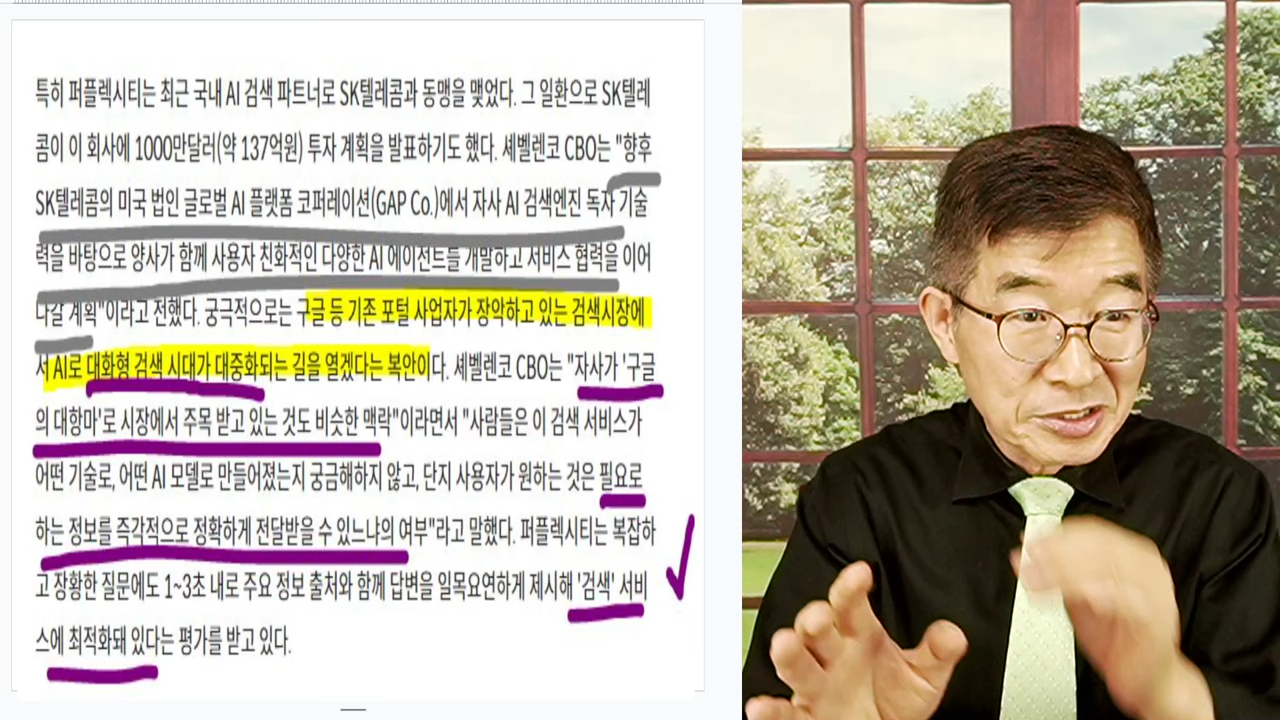 특히 퍼플렉시티는 최근 국내 AI 검색 파트너로 SK텔레콤과 동맹을 맺었다. 그 일환으로 SK텔레
콤이 이 회사에 1000만달러(약 137억원) 투자 계획을 발표하기도 했다. 셰벨렌코 CBO는 "향후
SK텔레콤의 미국 법인 글로벌 AI 플랫폼 코퍼레이션(GAP Co.)에서 자사 AI 검색엔진 독자 기술
력을 바탕으로 양사가 함께 사용자 친화적인 다양한 AI 에이전트들 개발하고 서비스 협력을 이어
나갈 계획"이라고 전했다. 궁극적으로는 구글 등 기존 포털 사업자가 장악하고 있는 검색시장에
서 AI로 대화형 검색 시대가 대중화되는 길을 열겠다는 복안이다. 셰벨렌코 CBO는 "자사가 '구글
의 대항마'로 시장에서 주목 받고 있는 것도 비슷한 맥락"이라면서 "사람들은 이 검색 서비스가
어떤 기술로, 어떤 AI 모델로 만들어졌는지 궁금해하지 않고, 단지 사용자가 원하는 것은 필요로
하는 정보를 즉각적으로 정확하게 전달받을 수 있느냐의 여부"라고 말했다. 퍼플렉시티는 복잡하
고 장황한 질문에도 1~3초 내로 주요 정보 출처와 함께 답변을 일목요연하게 제시해 '검색' 서비
스에 최적화돼 있다는 평가를 받고 있다.